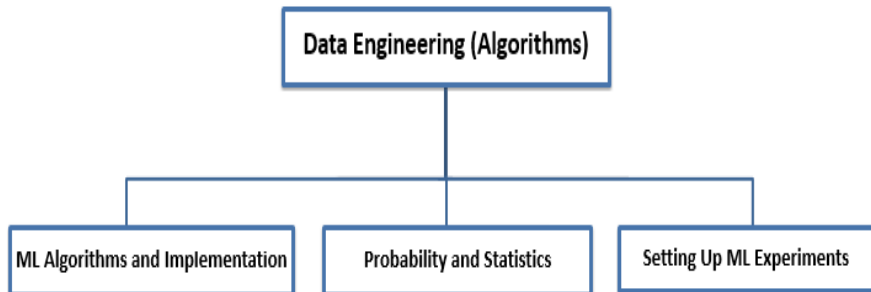 Data Engineering (Algorithms)
ML Algorithms and Implementation
Probability and Statistics
Setting Up ML Experiments